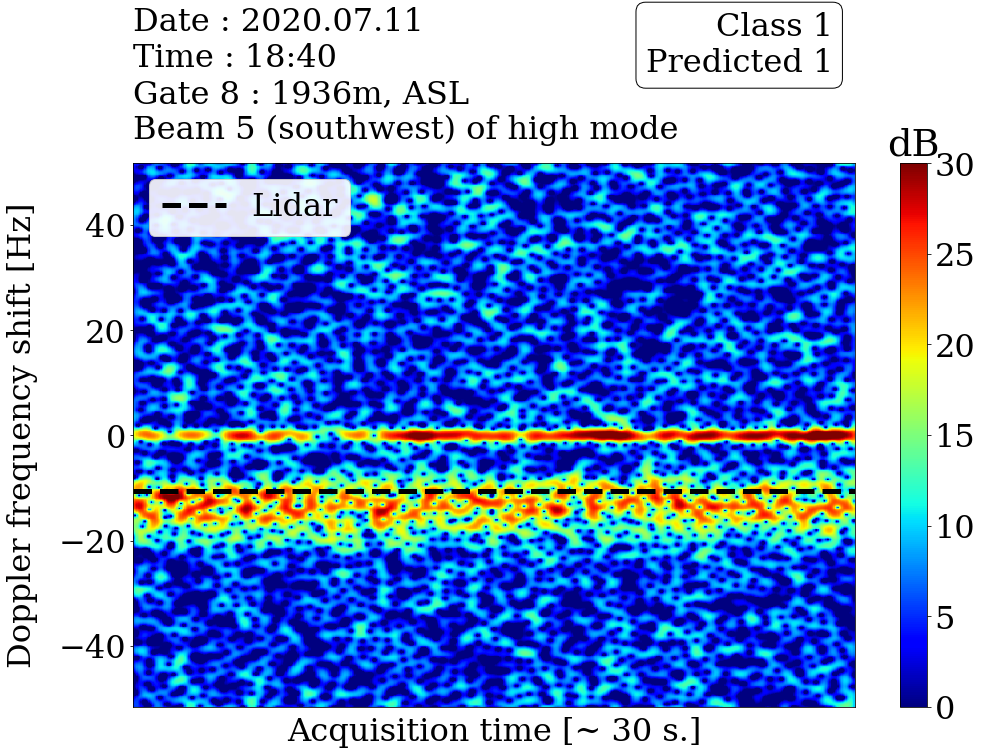 Date : 2020.07.11
Time : 18:40
Gate 8 : 1936m, ASL
Beam 5 (southwest) of high mode
Class 1
Predicted 1
dB
Lidar
Doppler frequency shift [Hz]
40
20
0
−20
−40
Acquisition time [~ 30 s.]
30
25
20
15
10
5
0